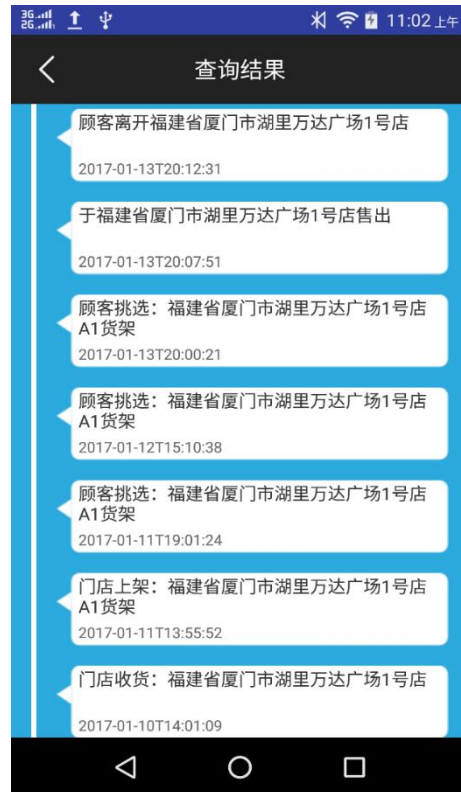 3G
2G
11:02 上午
查询结果
顾客离开福建省厦门市湖里万达广场1号店
2017-01-13T20:12:31
于福建省厦门市湖里万达广场1号店售出
2017-01-13T20:07:51
顾客挑选：福建省厦门市湖里万达广场1号店
A1货架
2017-01-13T20:00:21
顾客挑选：福建省厦门市湖里万达广场1号店
A1货架
2017-01-12T15:10:38
顾客挑选：福建省厦门市湖里万达广场1号店
A1货架
2017-01-11T19:01:24
门店上架：福建省厦门市湖里万达广场1号店
A1货架
2017-01-11T13:55:52
门店收货：福建省厦门市湖里万达广场1号店
2017-01-10T14:01:09